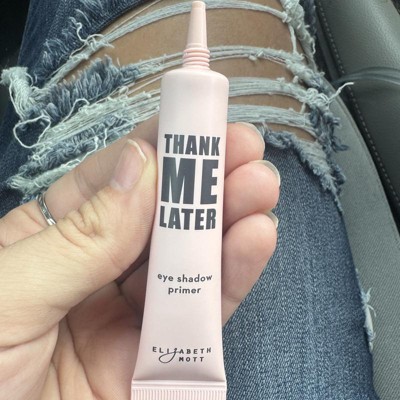 THANK
ME
LATER
eye shadow
primer
ELIZABETH
MOTT